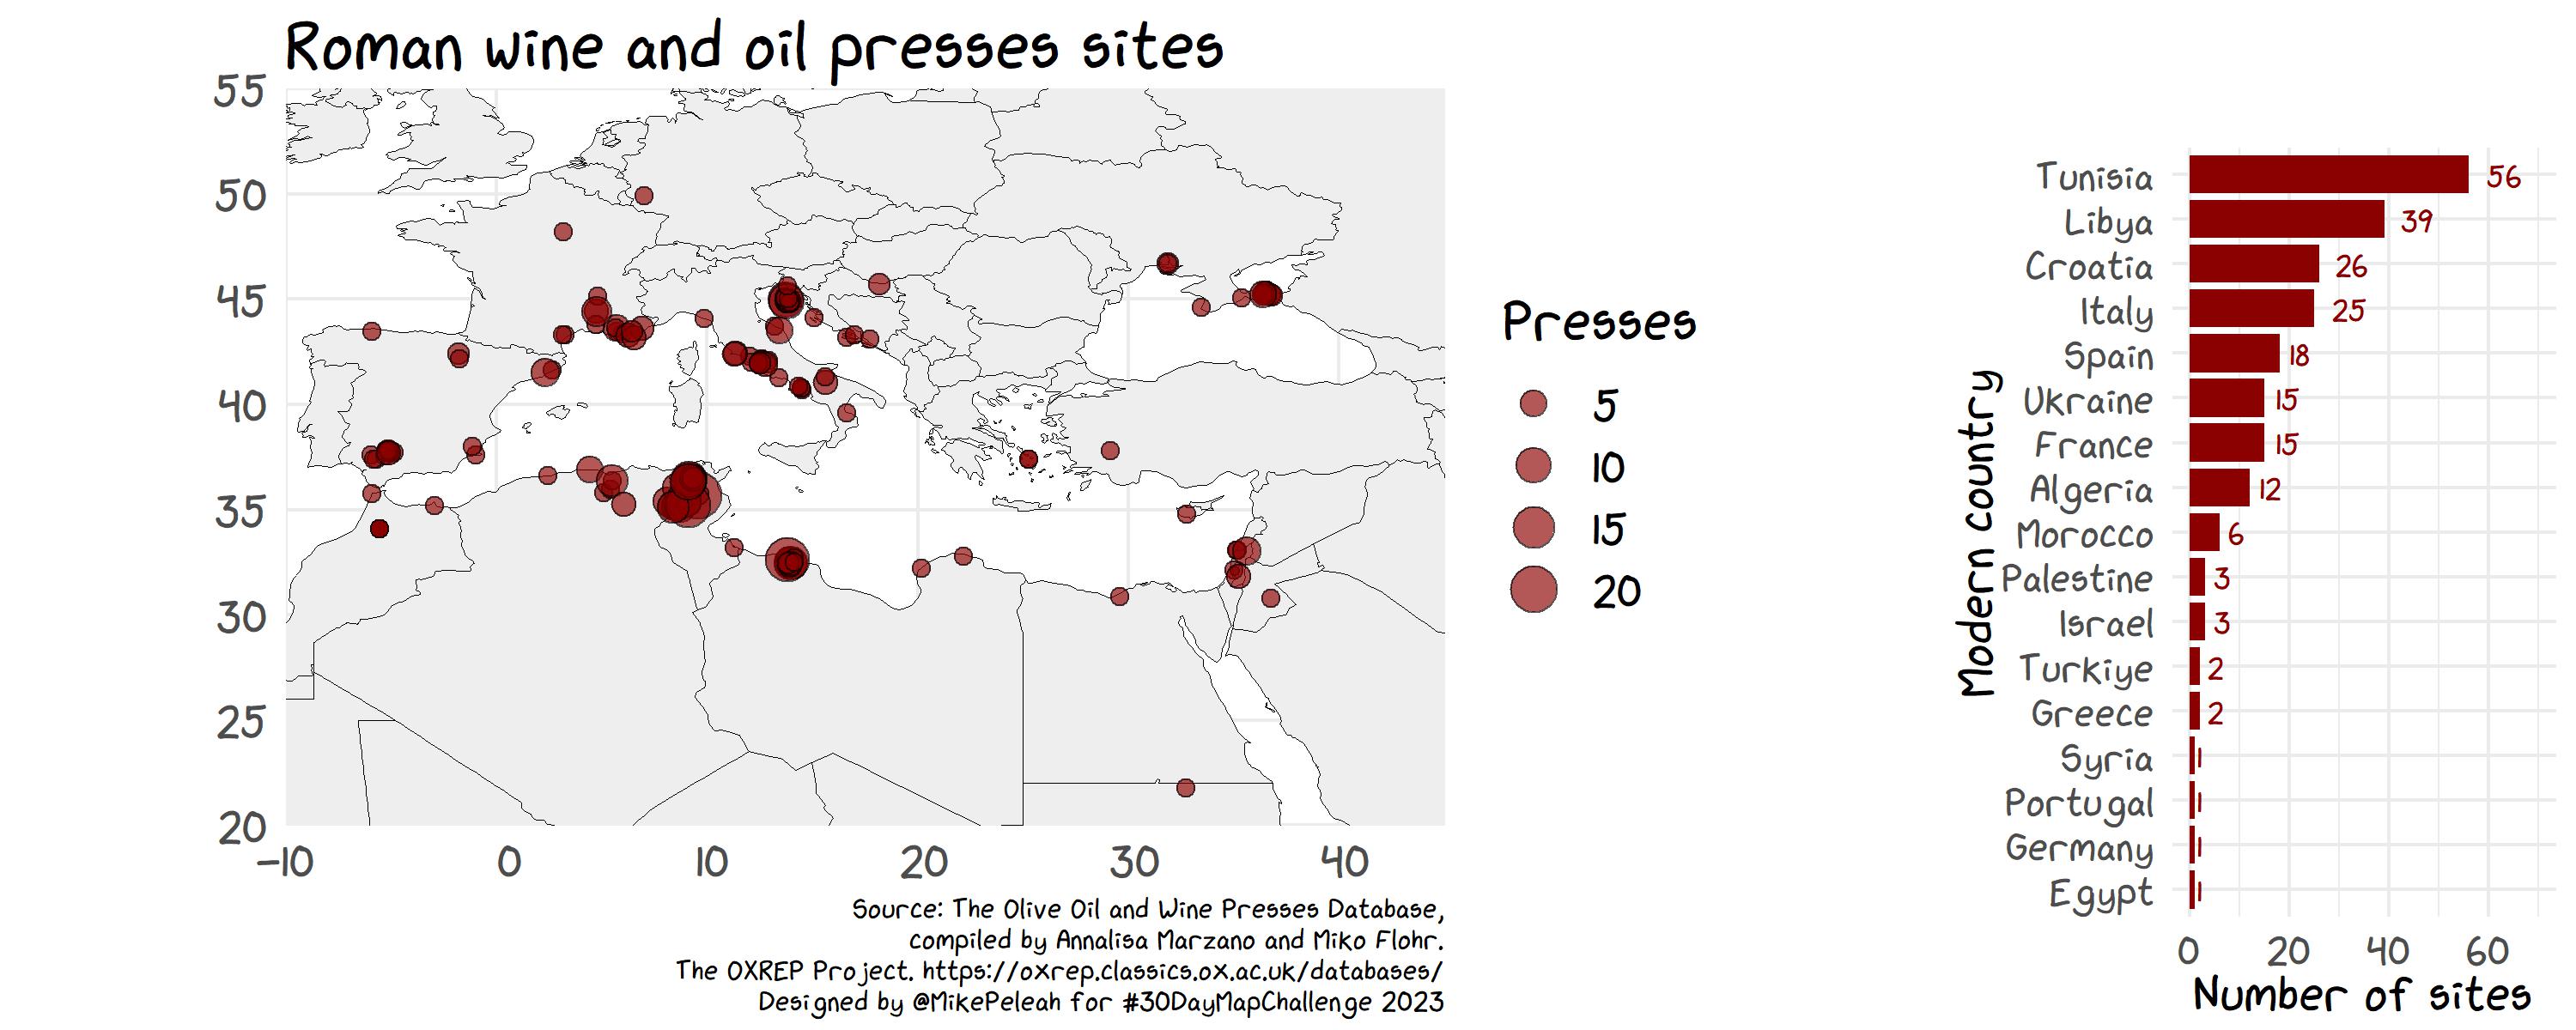 Roman wine and oil presses sites
55
50
45
40
35
30
25
20
-10 0 10 20 30 40
Source: The Olive Oil and Wine Presses Database,
compiled by Annalisa Marzano and Miko Flohr.
The OXREP Project. https://oxrep.classics.ox.ac.uk/databases/
Designed by @MikePeleah for #30DayMapChallenge 2023
Presses
5
10
15
20
Modern country
Tunisia 56
Libya 39
Croatia 26
Italy 25
Spain 18
Ukraine 15
France 15
Algeria 12
Morocco 6
Palestine 3
Israel 3
Turkiye 2
Greece 2
Syria 1
Portugal 1
Germany 1
Egypt 1
0 20 40 60
Number of sites